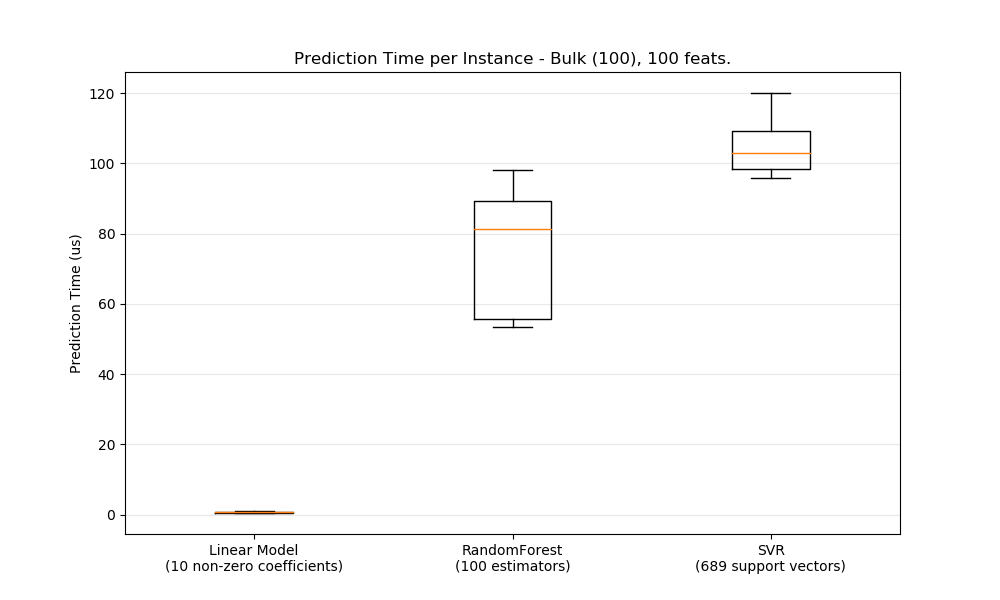 Prediction Time per Instance - Bulk (100), 100 feats.
Prediction Time (us)
120
100
80
60
40
20
0
Linear Model
(10 non-zero coefficients)
RandomForest
(100 estimators)
SVR
(689 support vectors)